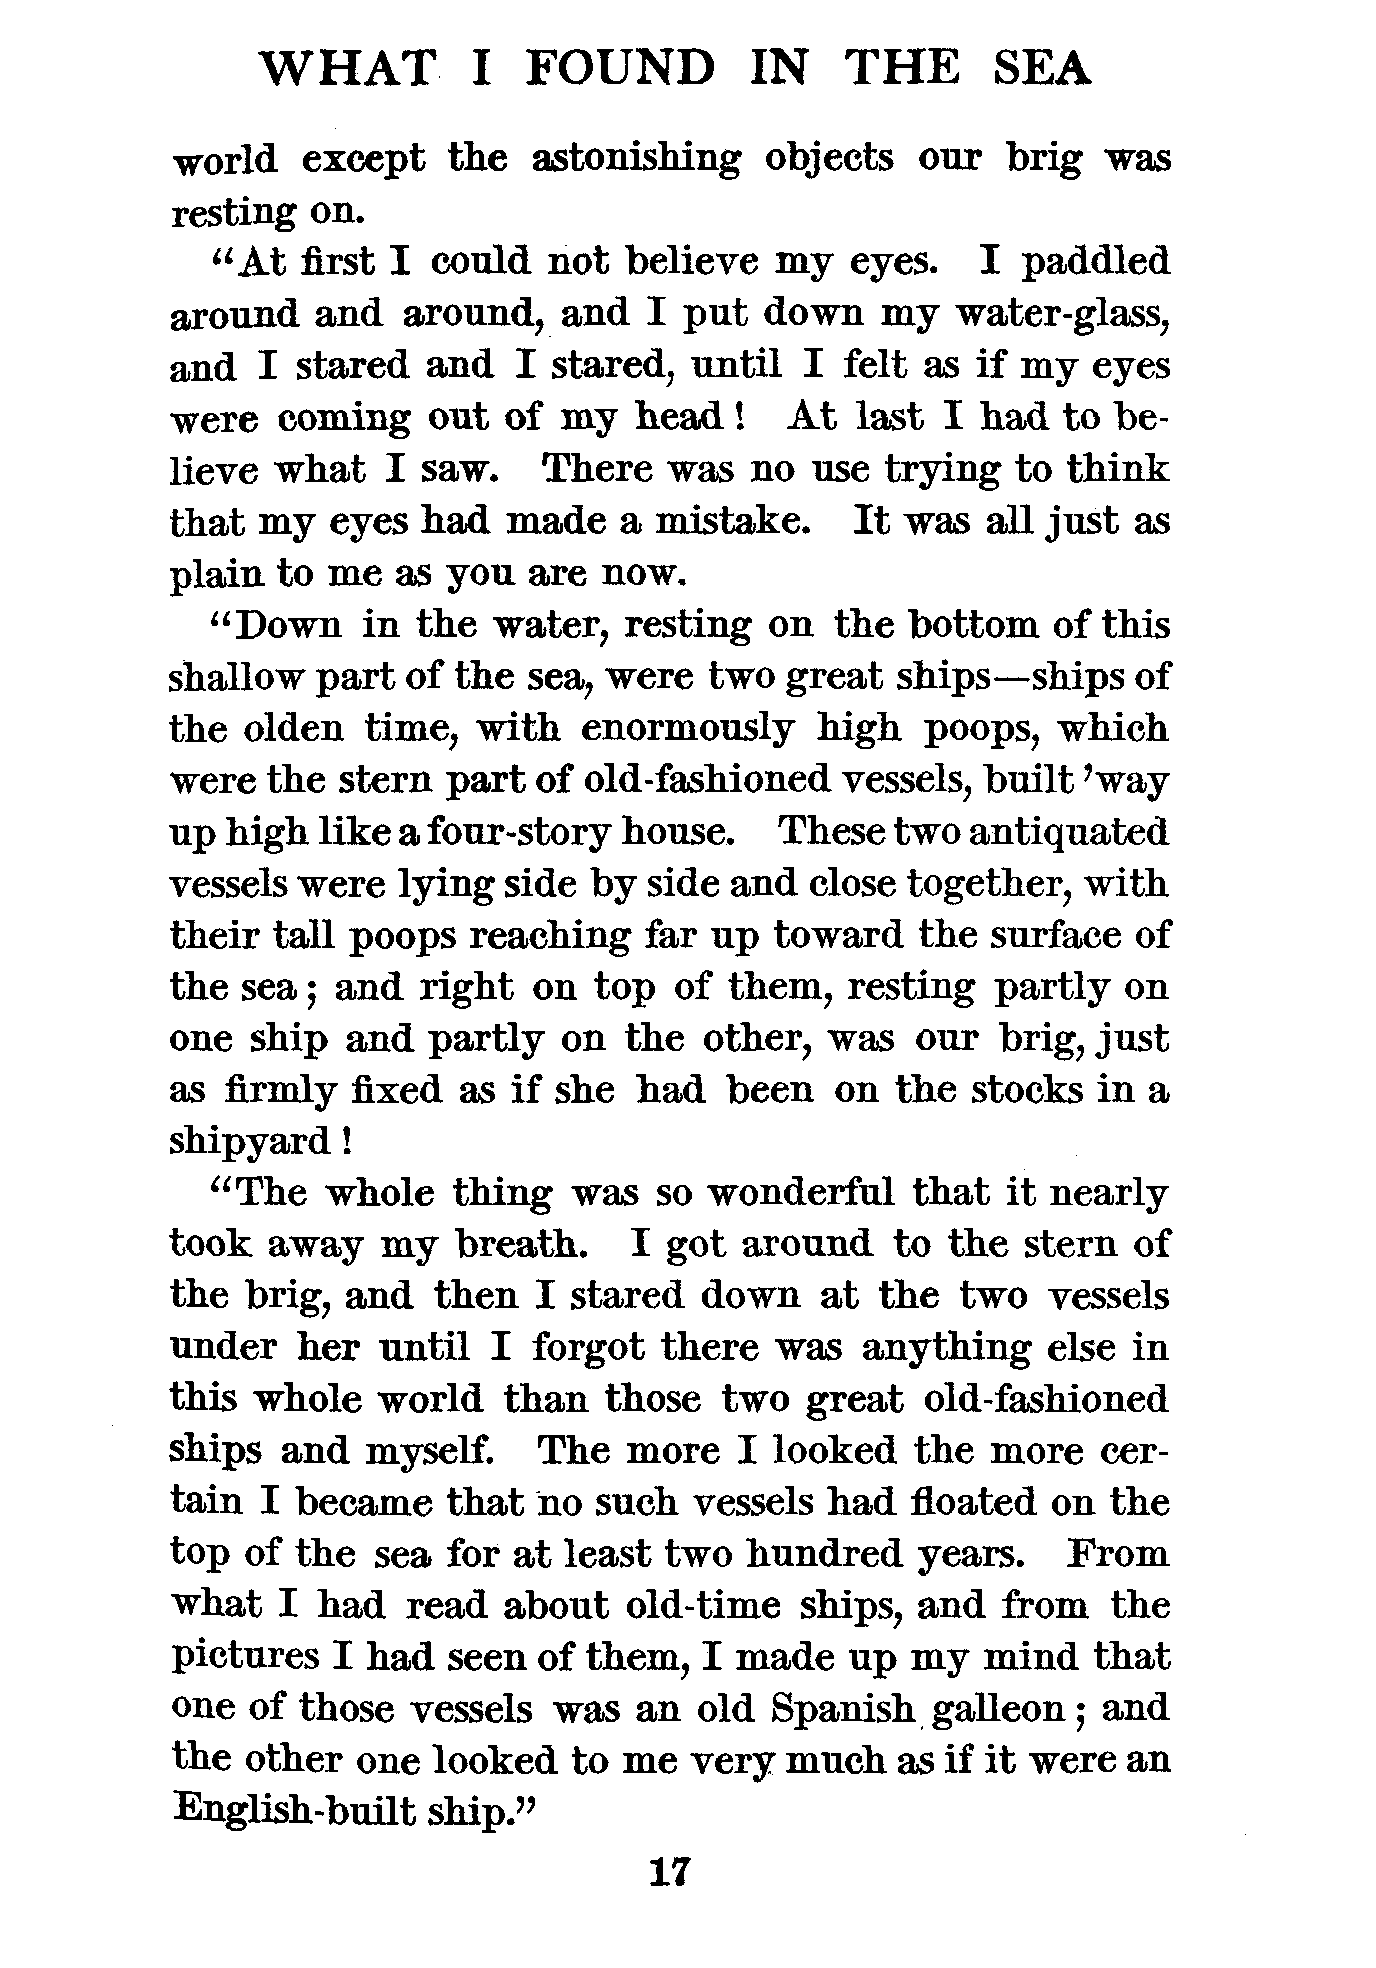 WHAT I FOUND IN THE SEA
world except the astonishing objects our brig was
resting on.
“At first I could not believe my eyes. I paddled
around and around, and I put down my water-glass,
and I stared and I stared, until I felt as if my eyes
were coming out of my head! At last I had to be-
lieve what I saw. There was no use trying to think
that my eyes had made a mistake. It was all just as
plain to me as you are now.
“Down in the water, resting on the bottom of this
shallow part of the sea, were two great ships—ships of
the olden time, with enormously high poops, which
were the stern part of old-fashioned vessels, built ’way
up high like a four-story house. These two antiquated
vessels were lying side by side and close together, with
their tall poops reaching far up toward the surface of
the sea; and right on top of them, resting partly on
one ship and partly on the other, was our brig, just
as firmly fixed as if she had been on the stocks in a
shipyard!
“The whole thing was so wonderful that it nearly
took away my breath. I got around to the stern of
the brig, and then I stared down at the two vessels
under her until I forgot there was anything else in
this whole world than those two great old-fashioned
ships and myself. The more I looked the more cer-
tain I became that no such vessels had floated on the
top of the sea for at least two hundred years. From
what I had read about old-time ships, and from the
pictures I had seen of them, I made up my mind that
one of those vessels was an old Spanish galleon; and
the other one looked to me very much as if it were an
English-built ship.”
17